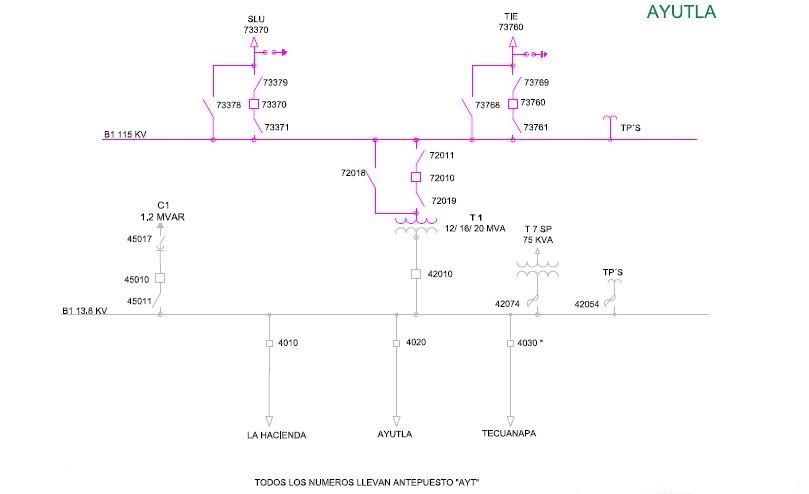 AYUTLA
SLU
73370
TIE
73760
73379
73378
73370
73371
73769
73768
73760
73761
B1 115 KV
TP´S
72011
72018
72010
72019
C1
1.2 MVAR
T 1
12/ 16/ 20 MVA
T 7 SP
75 KVA
45017
45010
45011
42010
TP´S
42074
42054
B1 13.8 KV
4010
4020
4030 *
LA HACIENDA
AYUTLA
TECUANAPA
TODOS LOS NUMEROS LLEVAN ANTEPUESTO "AYT"